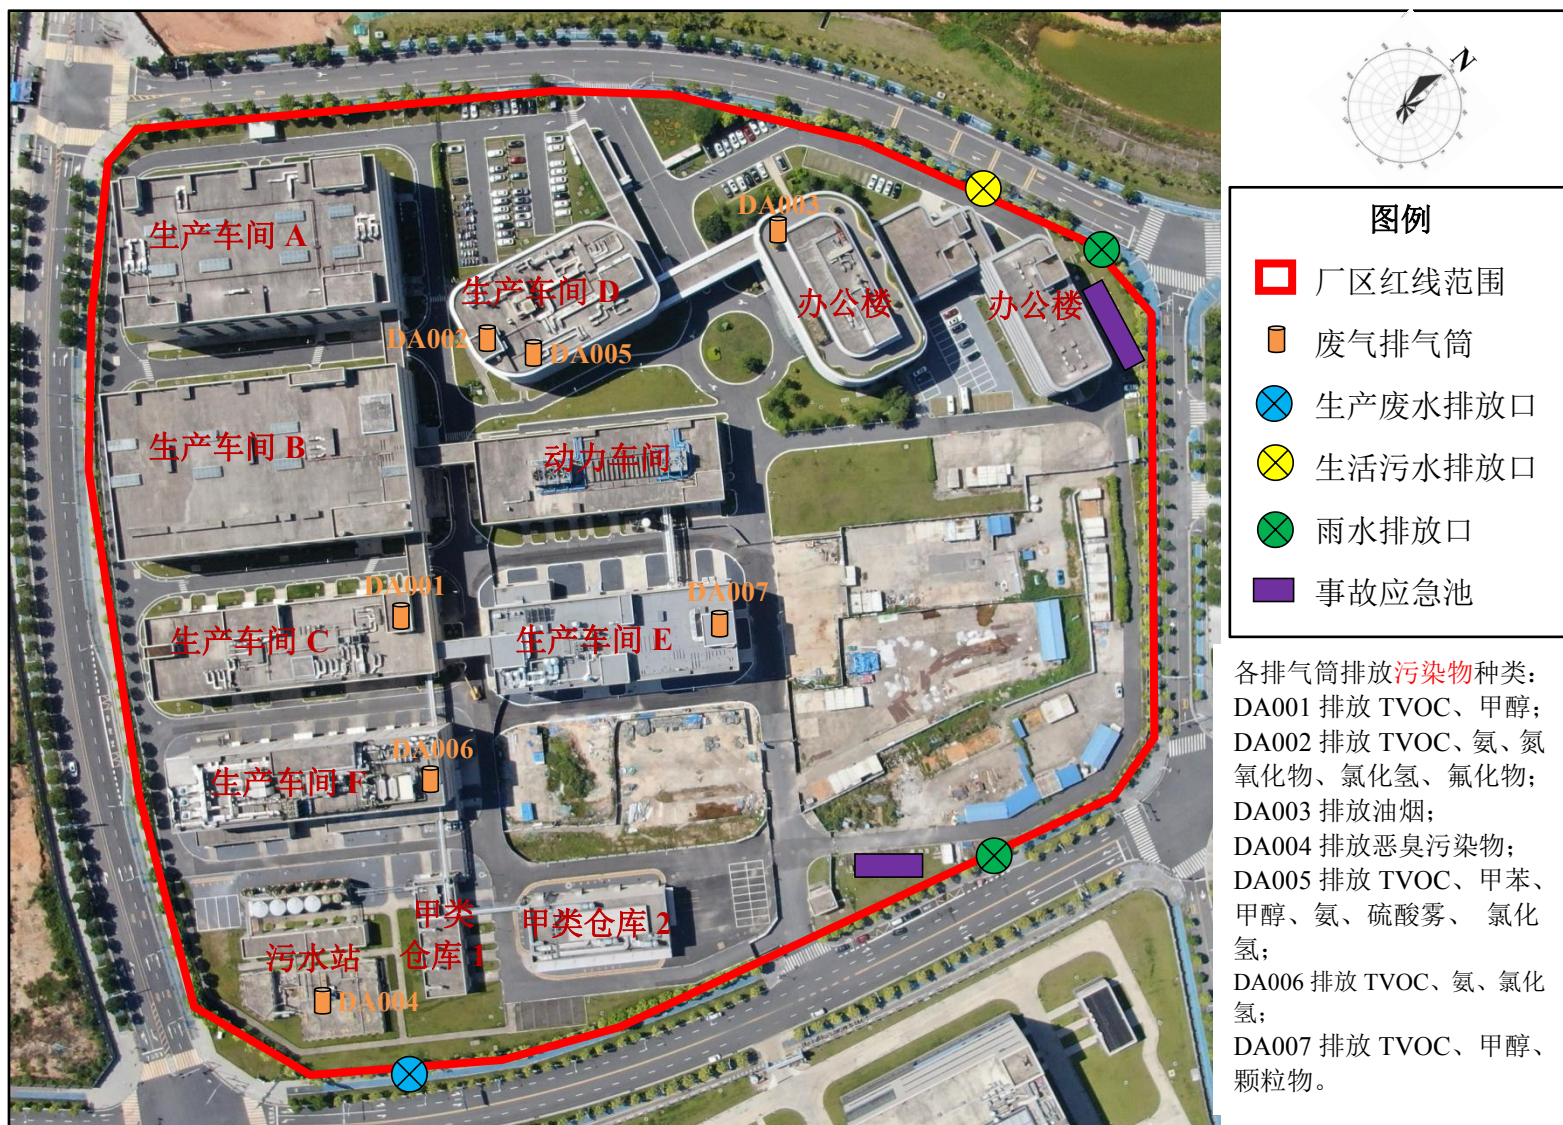 N
DA003
生产车间 A
生产车间 D
办公楼
办公楼
DA002
DA005
生产车间 B
动力车间
DA001
DA007
生产车间 C
生产车间 E
DA006
生产车间 F
甲类
仓库 1
甲类仓库 2
污水站
DA004
图例
厂区红线范围
废气排气筒
生产废水排放口
生活污水排放口
雨水排放口
事故应急池
各排气筒排放污染物种类：
DA001 排放 TVOC、甲醇；
DA002 排放 TVOC、氨、氮
氧化物、氯化氢、氟化物；
DA003 排放油烟；
DA004 排放恶臭污染物；
DA005 排放 TVOC、甲苯、
甲醇、氨、硫酸雾、 氯化
氢；
DA006 排放 TVOC、氨、氯化
氢；
DA007 排放 TVOC、甲醇、
颗粒物。